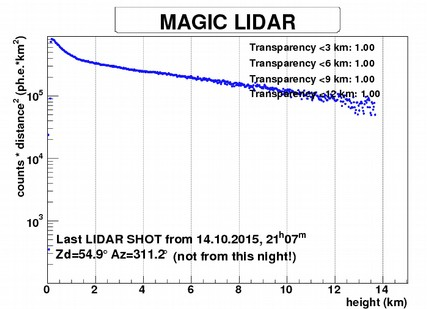 MAGIC LIDAR
counts * distance² (ph.e.*km²)
Transparency <3 km: 1.00
Transparency <6 km: 1.00
Transparency <9 km: 1.00
Transparency <12 km: 1.00
10⁵
10⁴
10³
Last LIDAR SHOT from 14.10.2015, 21ʰ07ᵐ
Zd=54.9° Az=311.2° (not from this night!)
0 2 4 6 8 10 12 14
height (km)